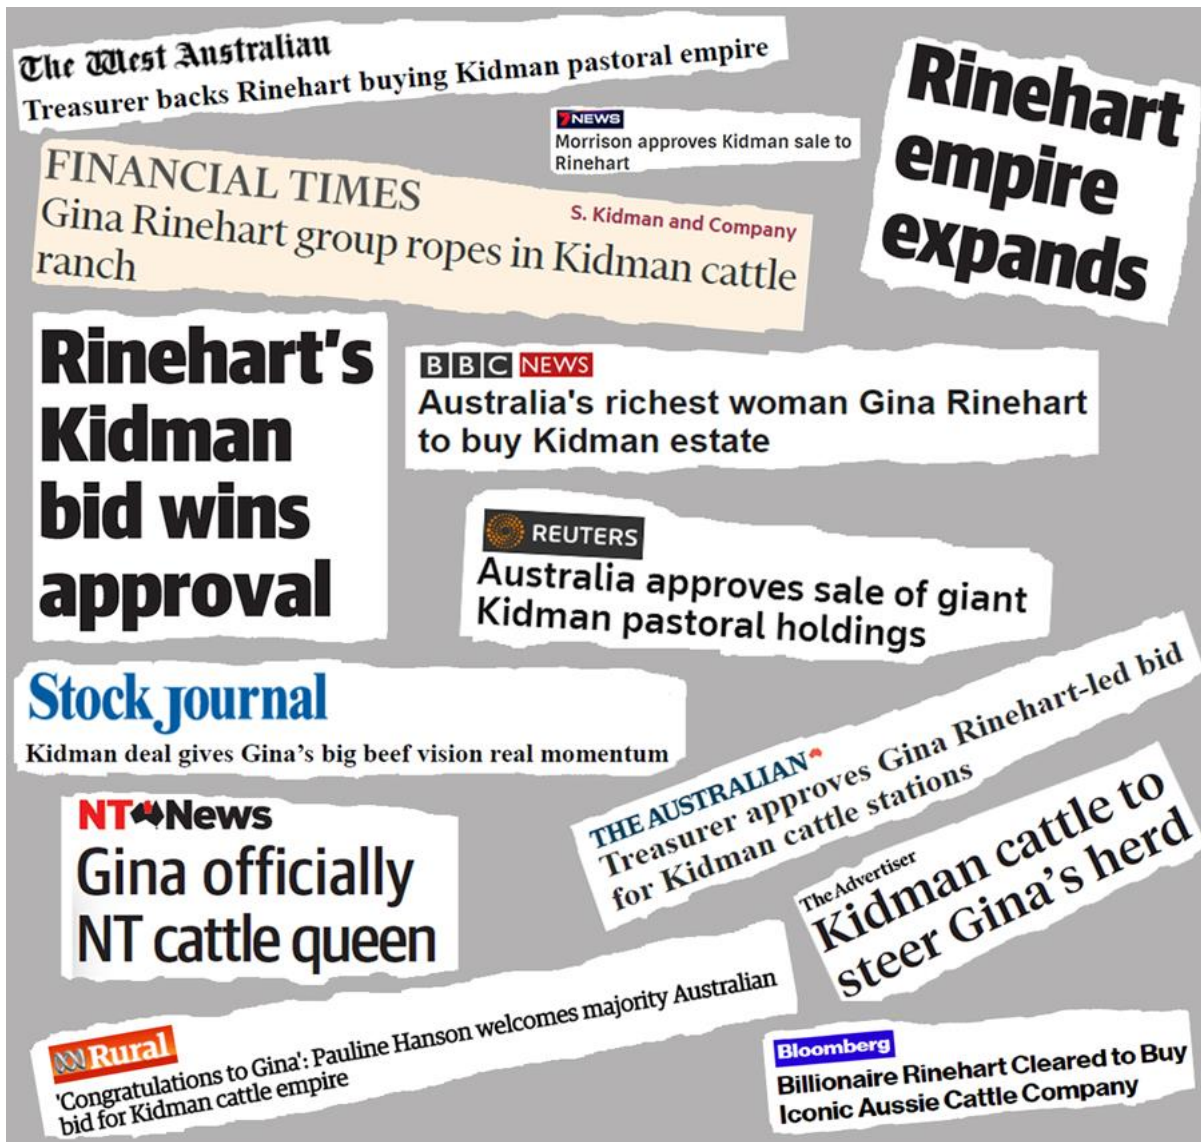 The West Australian
Treasurer backs Rinehart buying Kidman pastoral empire
7NEWS
Morrison approves Kidman sale to
Rinehart
Rinehart
empire
expands
FINANCIAL TIMES
S. Kidman and Company
Gina Rinehart group ropes in Kidman cattle
ranch
Rinehart's
Kidman
bid wins
approval
BBC NEWS
Australia's richest woman Gina Rinehart
to buy Kidman estate
REUTERS
Australia approves sale of giant
Kidman pastoral holdings
Stock Journal
Kidman deal gives Gina's big beef vision real momentum
THE AUSTRALIAN
Treasurer approves Gina Rinehart-led bid
for Kidman cattle stations
NT News
Gina officially
NT cattle queen
The Advertiser
Kidman cattle to
steer Gina's herd
Rural
'Congratulations to Gina': Pauline Hanson welcomes majority Australian
bid for Kidman cattle empire
Bloomberg
Billionaire Rinehart Cleared to Buy
Iconic Aussie Cattle Company